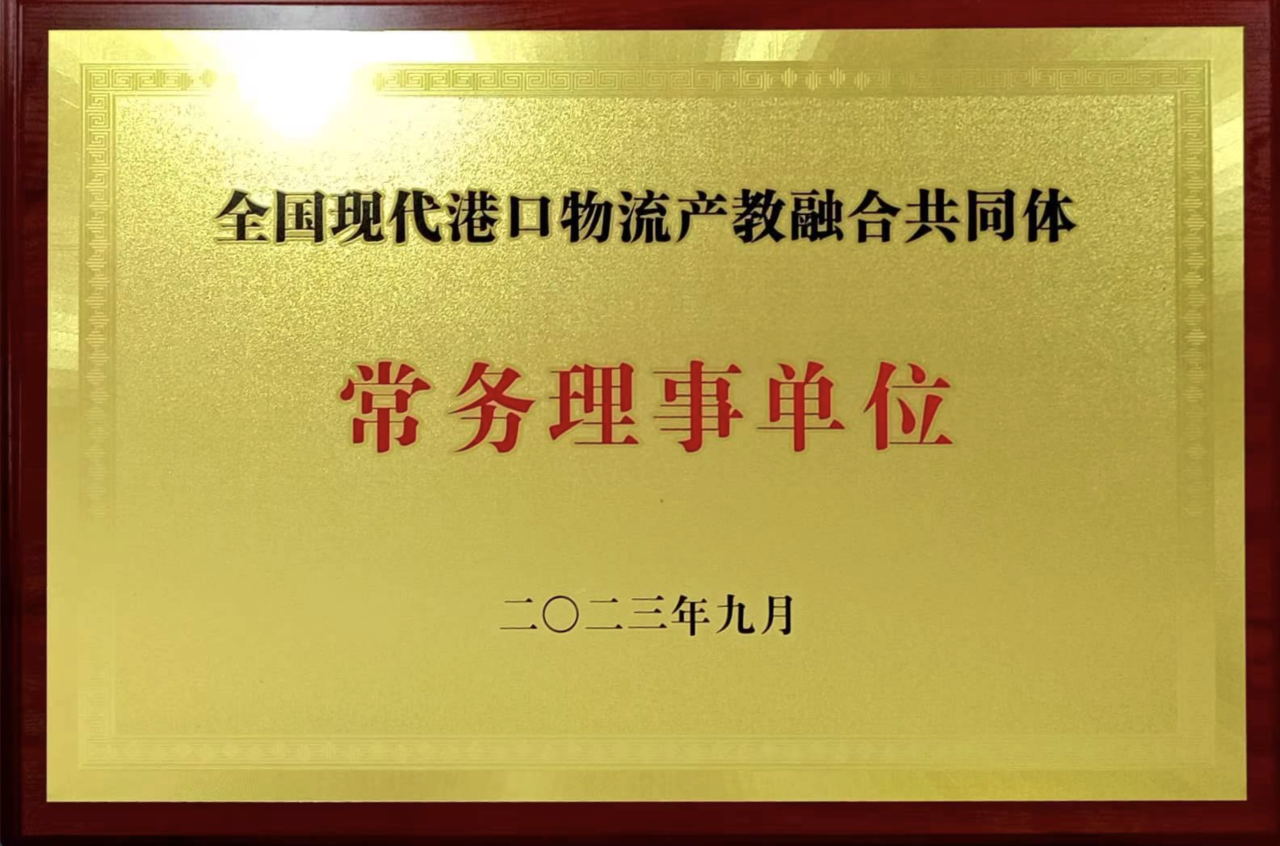 全国现代港口物流产教融合共同体
常务理事单位
二〇二三年九月